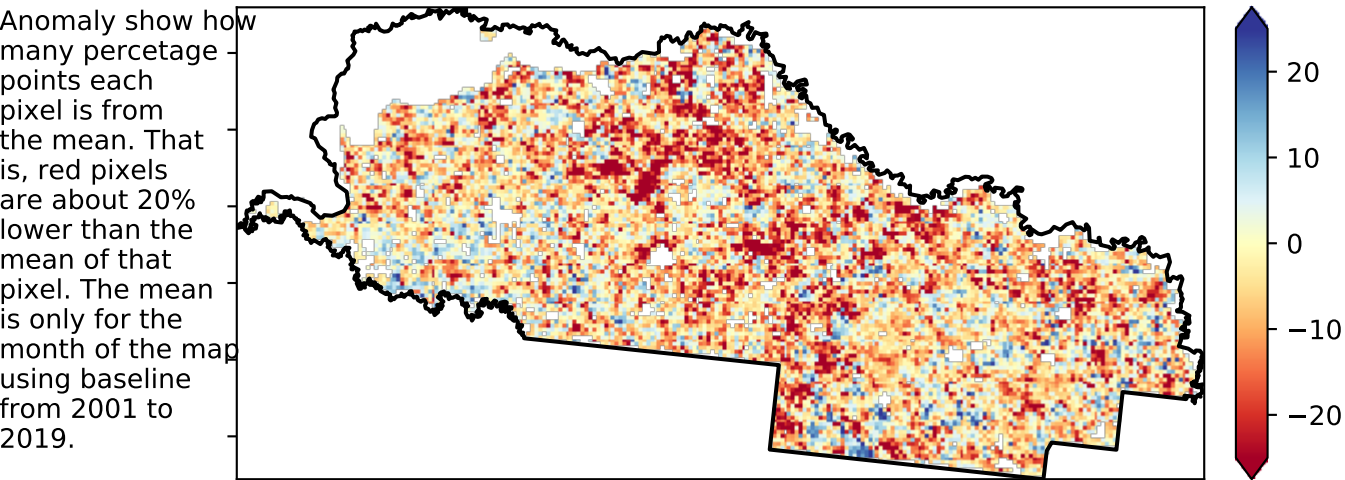 Anomaly show how
many percetage
points each
pixel is from
the mean. That
is, red pixels
are about 20%
lower than the
mean of that
pixel. The mean
is only for the
month of the map
using baseline
from 2001 to
2019.
20
10
0
−10
−20